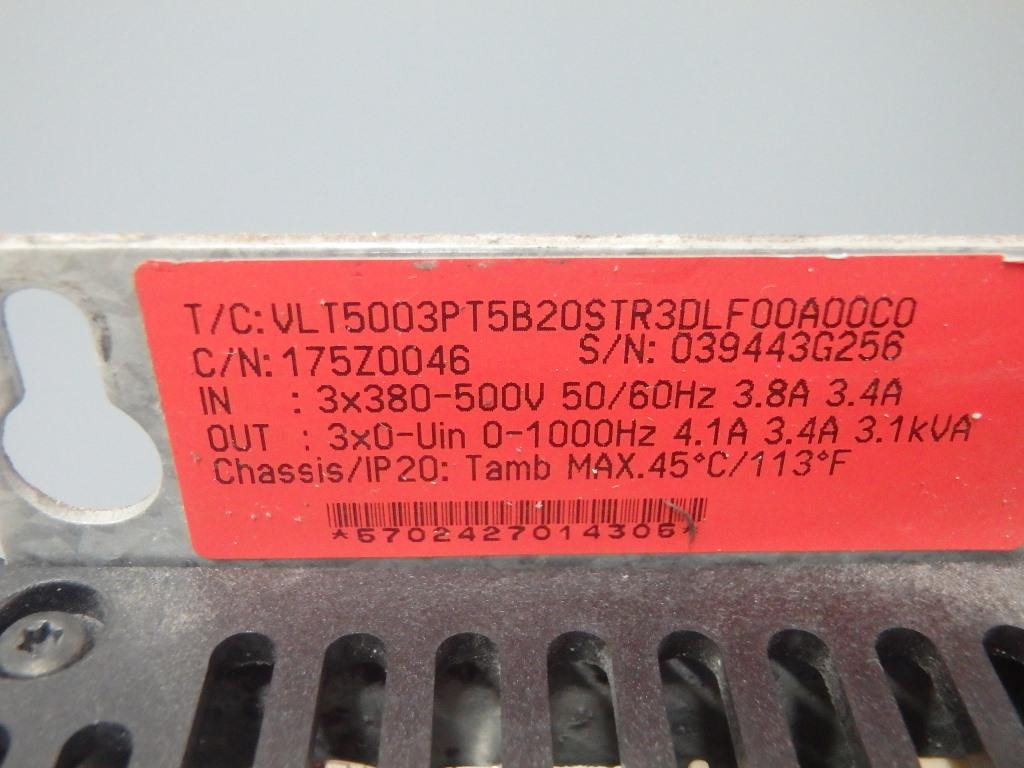 T/C: VLT5003PT5B20STR3DLF00A00C0
C/N: 175Z0046 S/N: 039443G256
IN : 3x380-500V 50/60Hz 3.8A 3.4A
OUT : 3x0-Uin 0-1000Hz 4.1A 3.4A 3.1kVA
Chassis/IP20: Tamb MAX.45°C/113°F
*5702427014305*